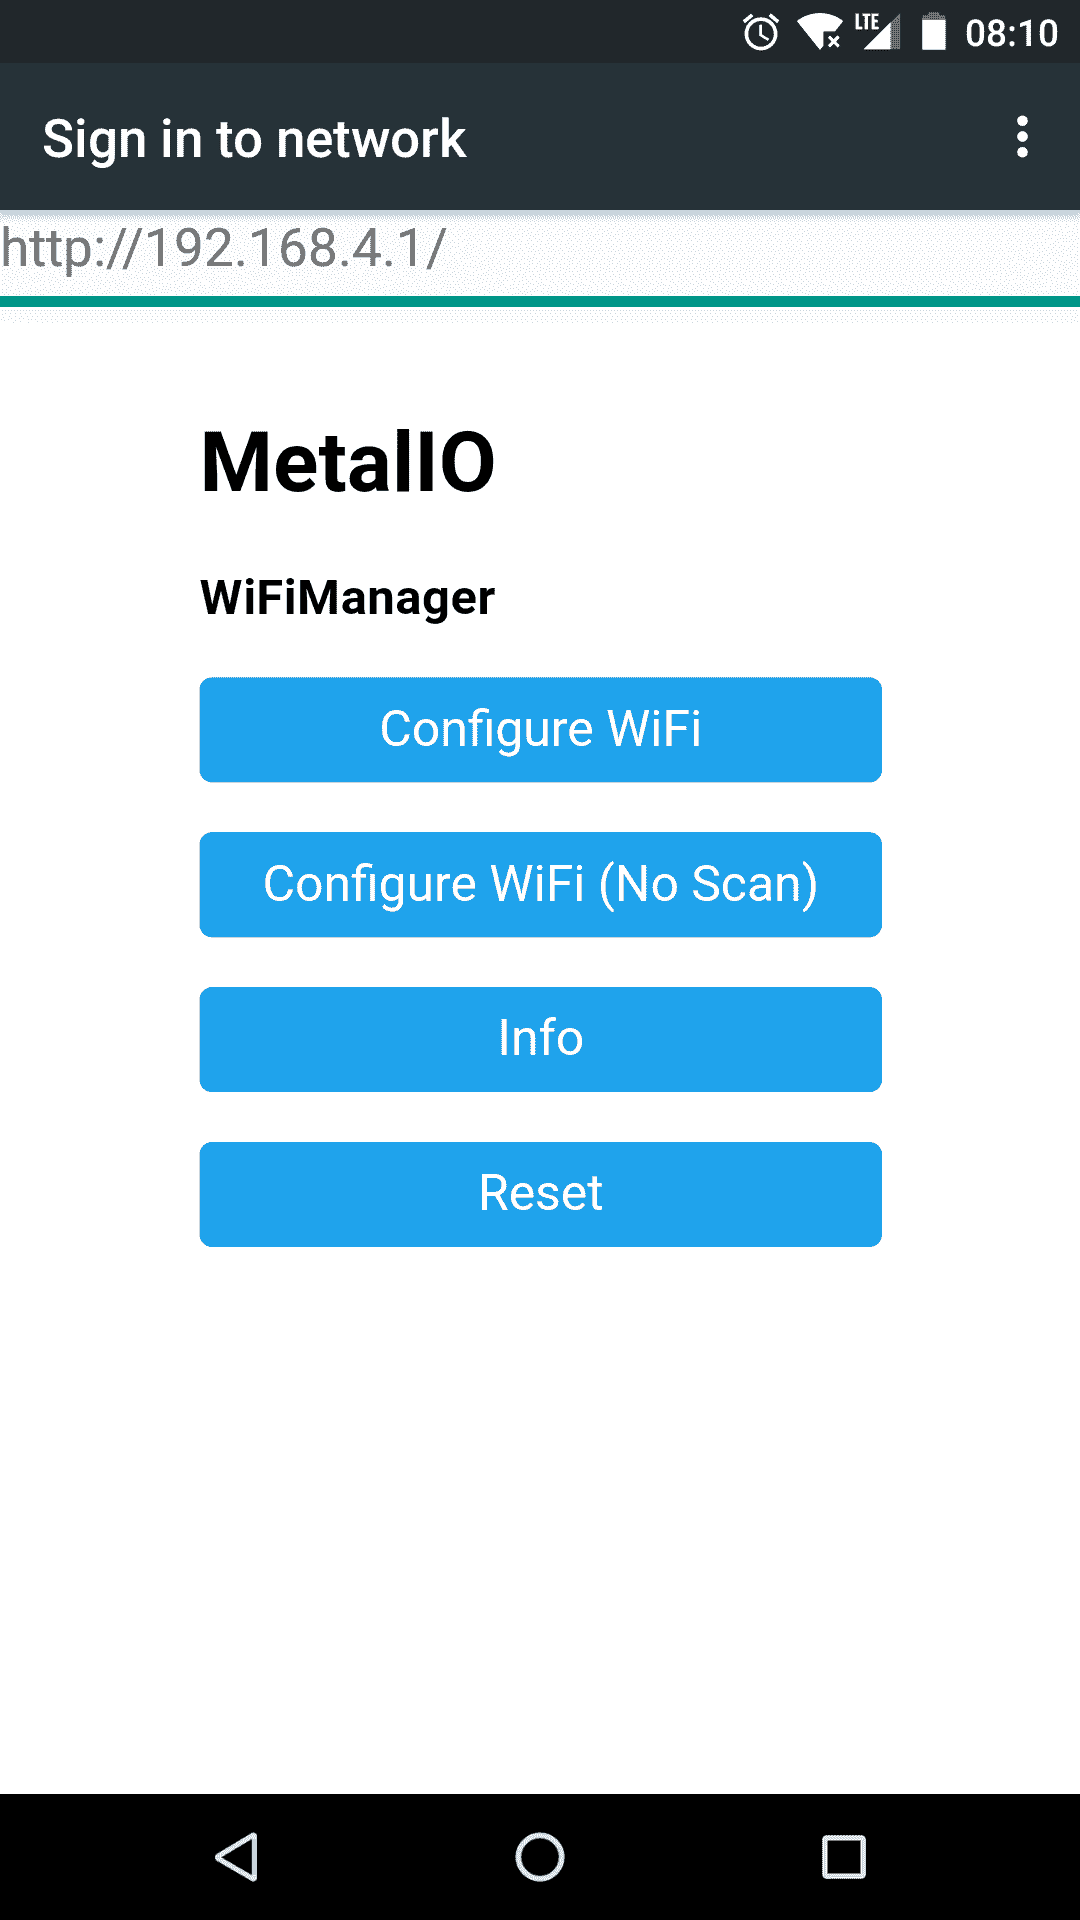 LTE 08:10
Sign in to network
http://192.168.4.1/
MetalIO
WiFiManager
Configure WiFi
Configure WiFi (No Scan)
Info
Reset